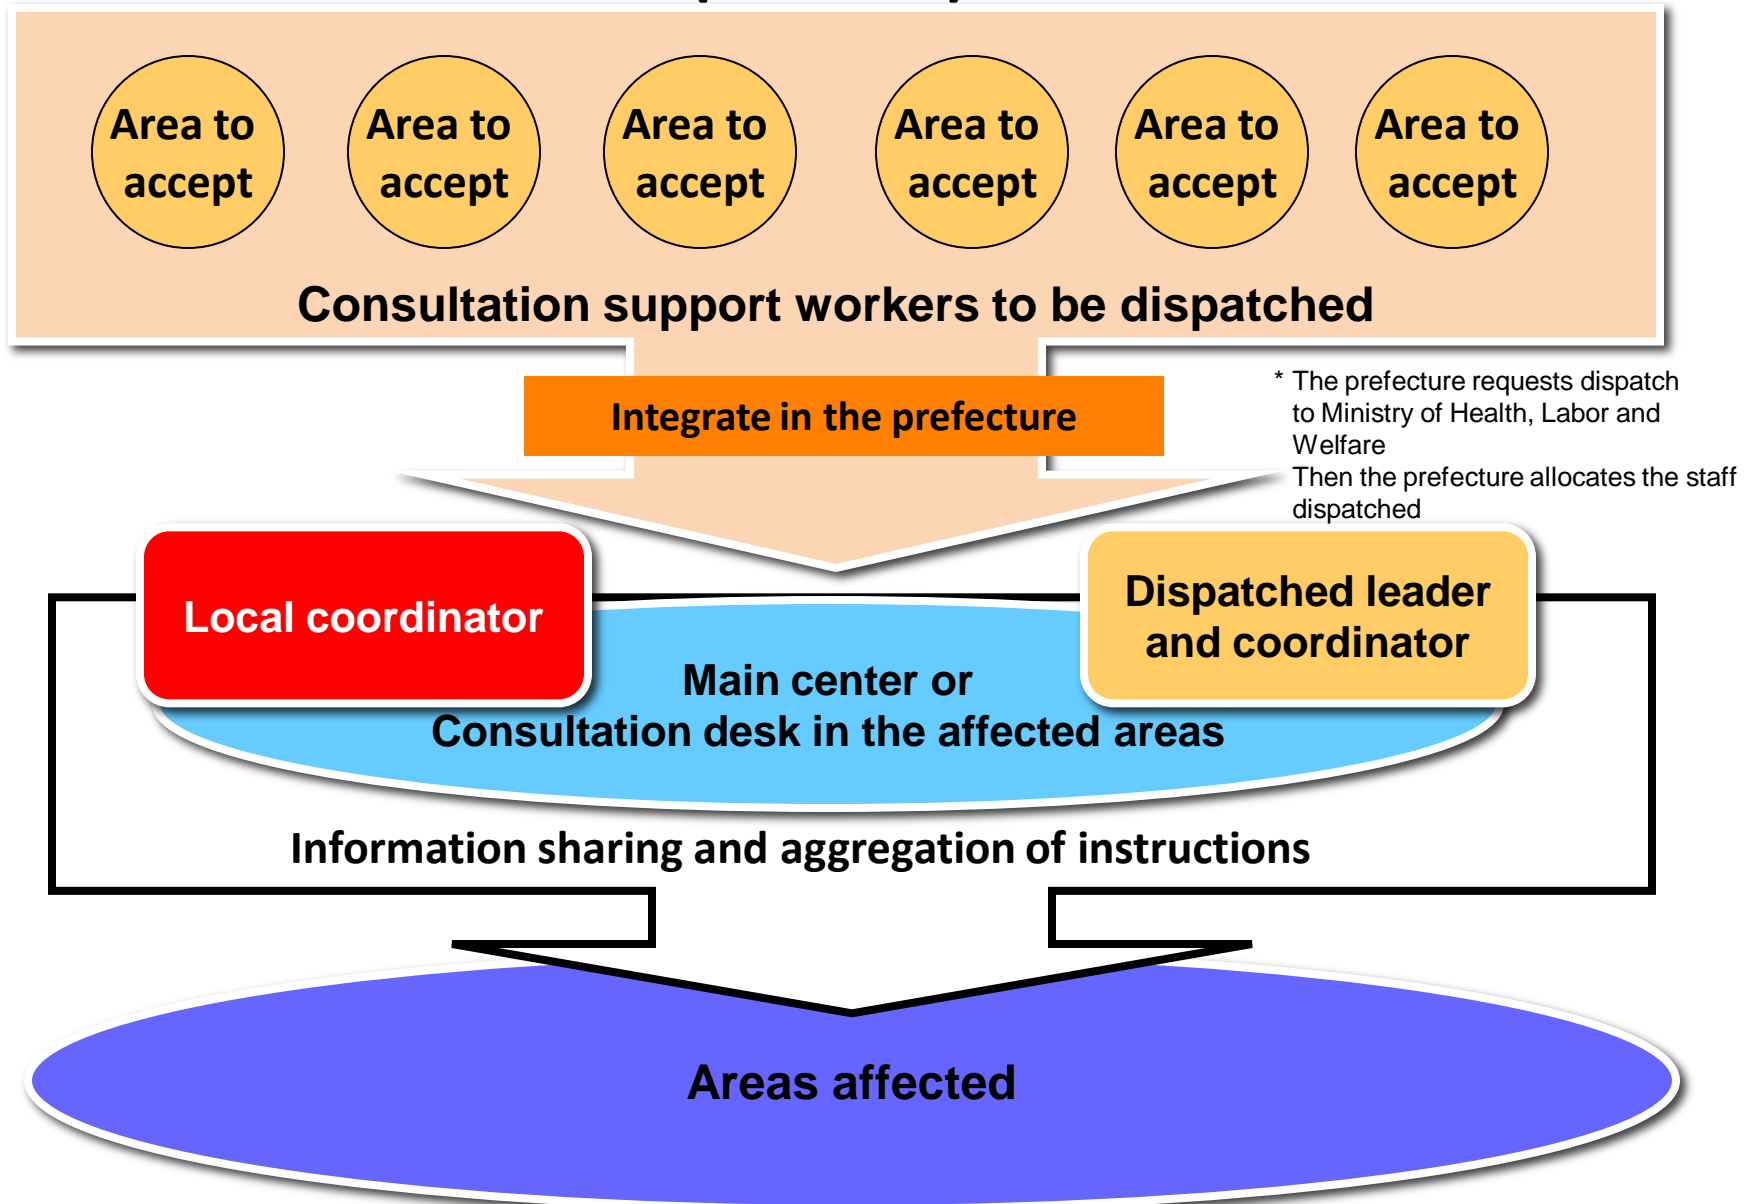 Area to
accept
Area to
accept
Area to
accept
Area to
accept
Area to
accept
Area to
accept
Consultation support workers to be dispatched
Integrate in the prefecture
* The prefecture requests dispatch
to Ministry of Health, Labor and
Welfare
Then the prefecture allocates the staff
dispatched
Local coordinator
Dispatched leader
and coordinator
Main center or
Consultation desk in the affected areas
Information sharing and aggregation of instructions
Areas affected